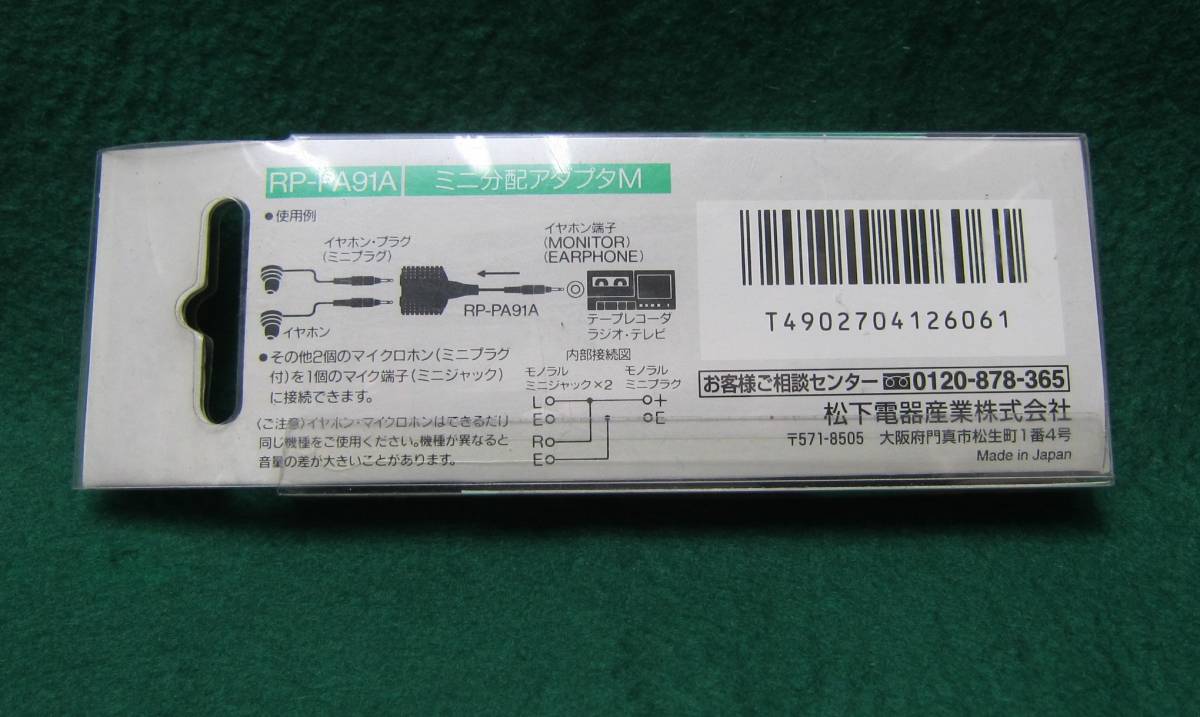 RP-PA91A ミニ分配アダプタM
●使用例
イヤホン・プラグ
(ミニプラグ)
イヤホン端子
(MONITOR)
(EARPHONE)
RP-PA91A
イヤホン
テープレコーダ
ラジオ・テレビ
●その他2個のマイクロホン(ミニプラグ
付)を1個のマイク端子(ミニジャック)
に接続できます。
(ご注意)イヤホン・マイクロホンはできるだけ
同じ機種をご使用ください。機種が異なると
音量の差が大きいことがあります。
内部接続図
モノラル
ミニジャック×2
モノラル
ミニプラグ
L +
E E
R
E
T4902704126061
お客様ご相談センター 0120-878-365
松下電器産業株式会社
〒571-8505 大阪府門真市松生町1番4号
Made in Japan